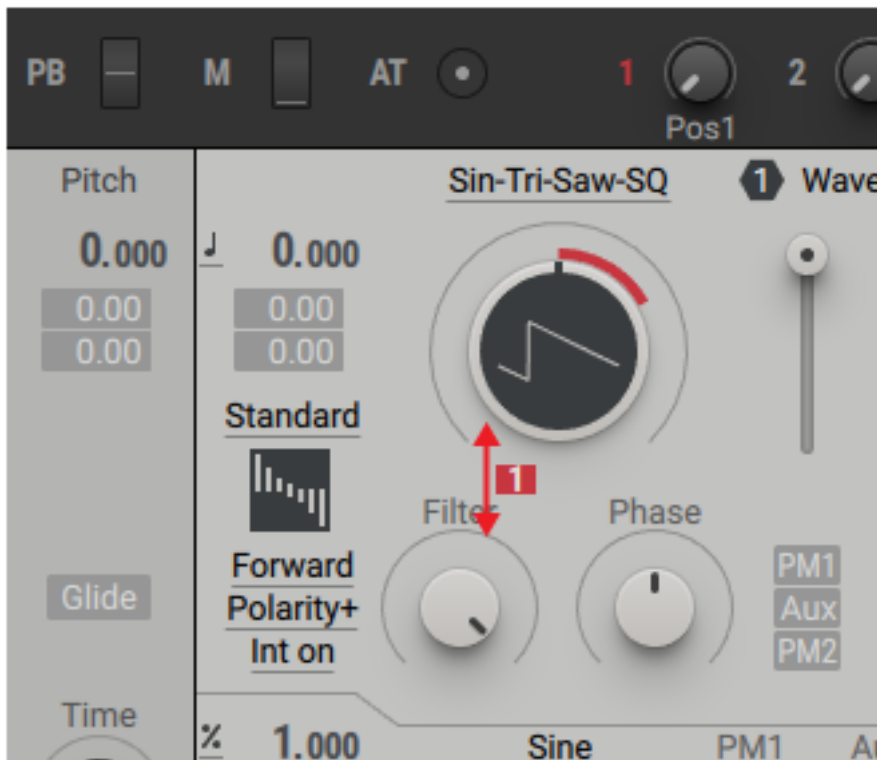 PB M AT 1 2
Pos1
Pitch Sin-Tri-Saw-SQ 1 Wave
0.000 0.000
0.00 0.00
0.00 0.00
Standard
1
Filter Phase
Forward PM1
Glide Polarity+ Aux
Int on PM2
Time
% 1.000 Sine PM1